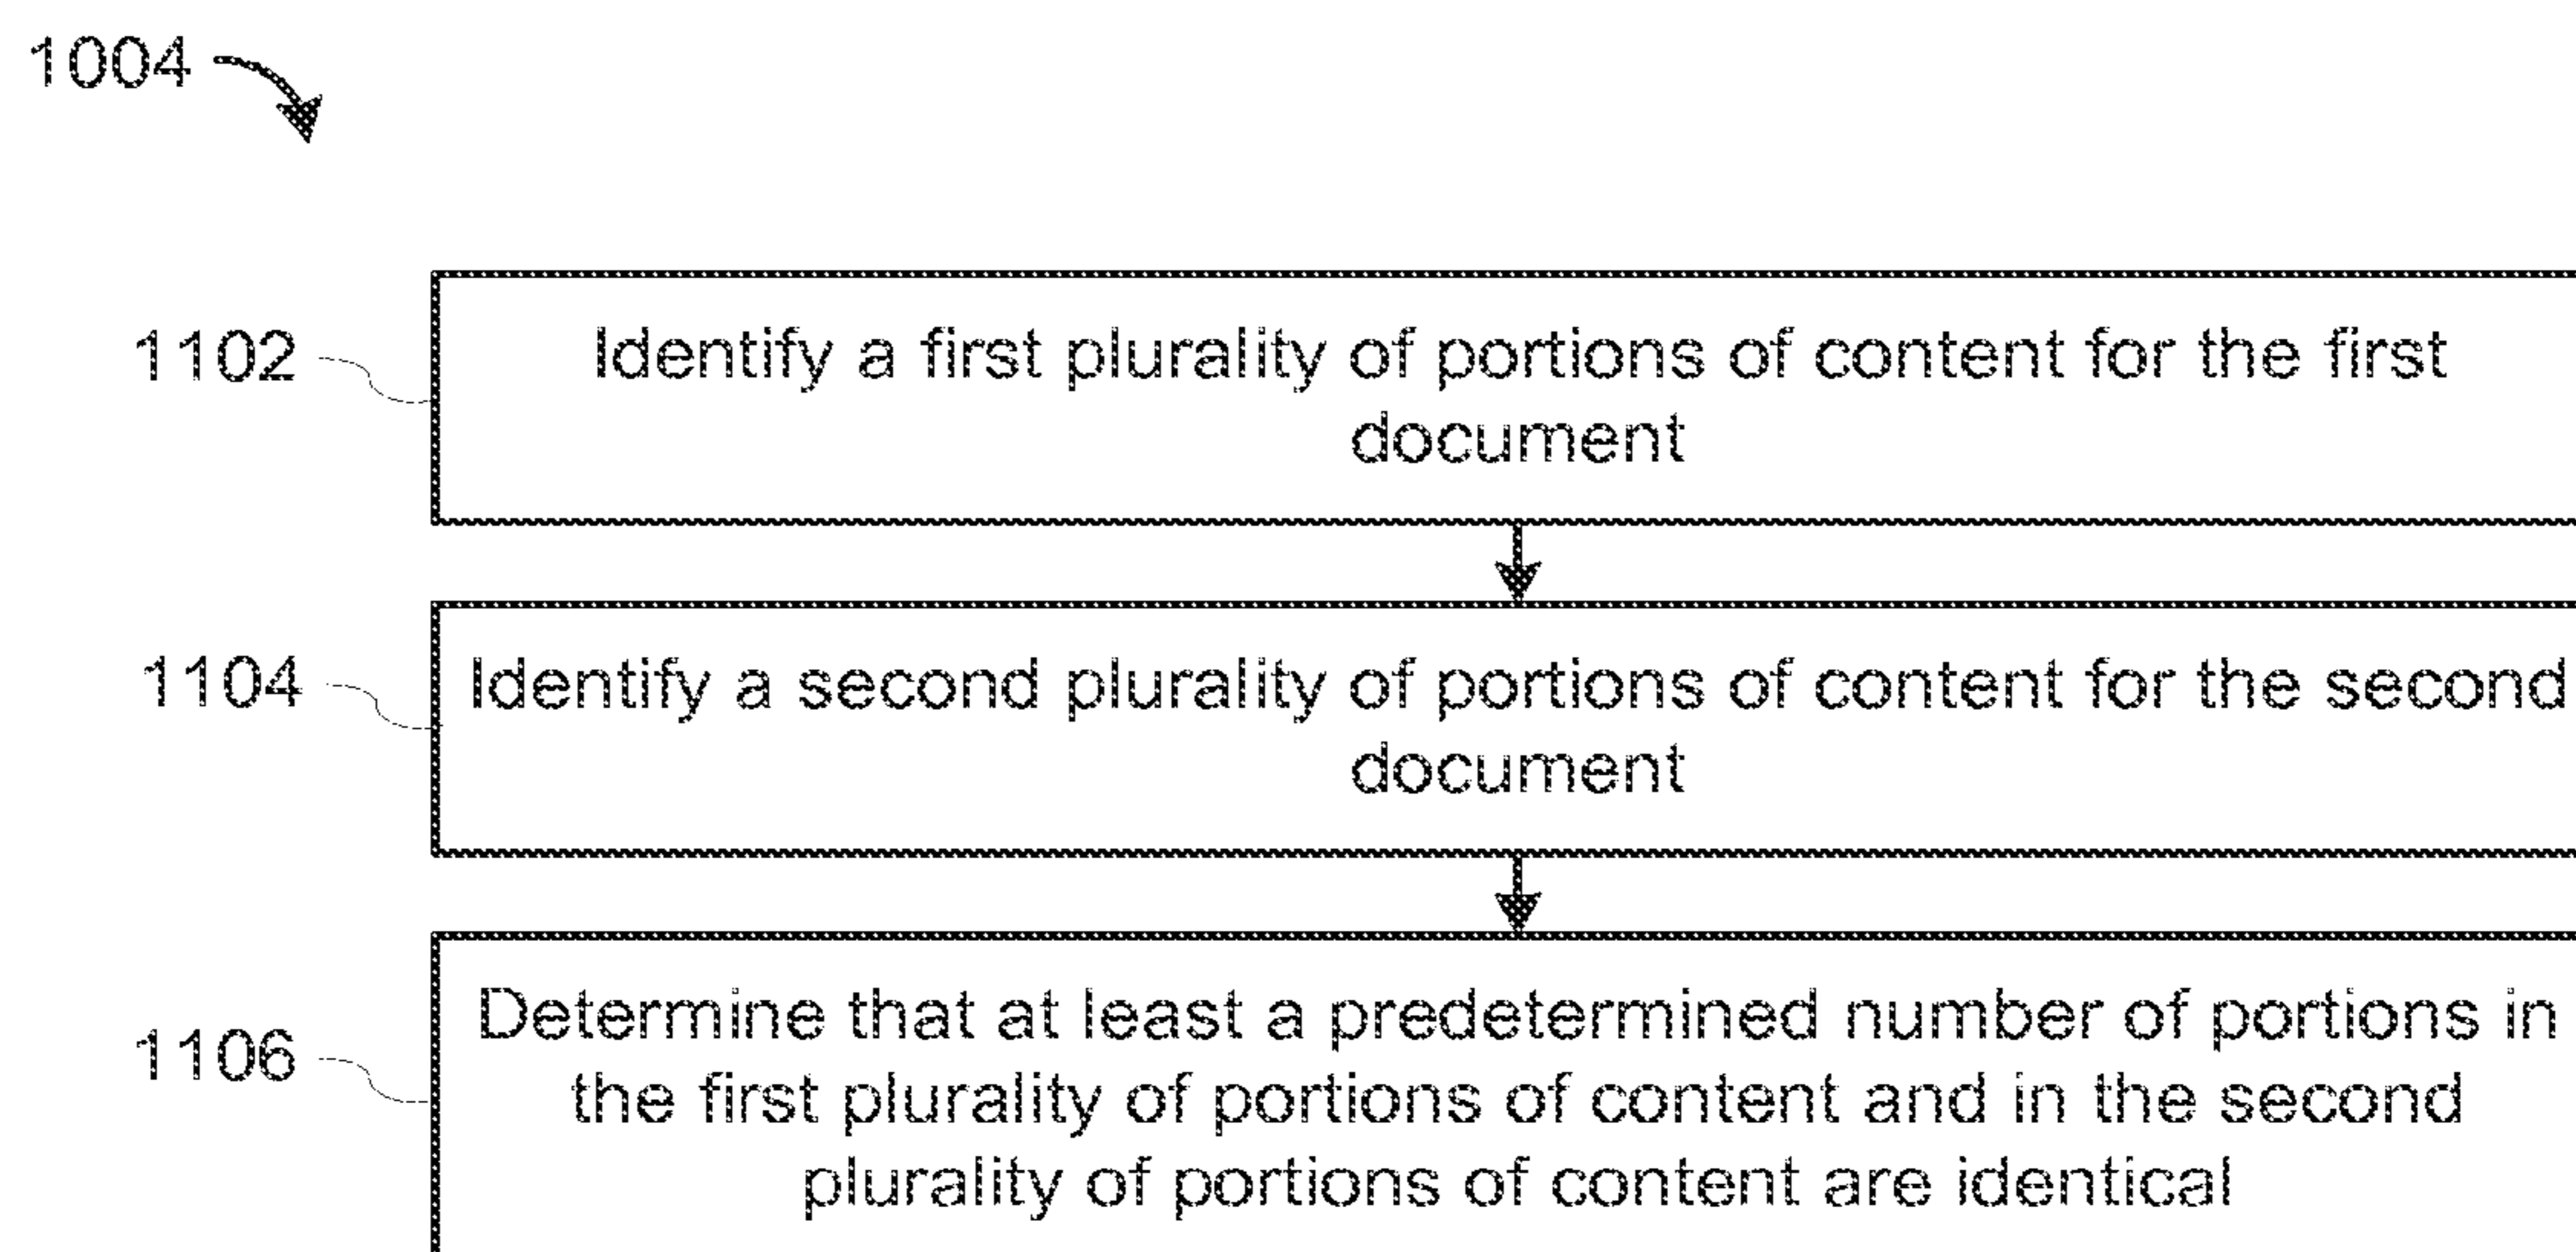 1004
1102
Identify a first plurality of portions of content for the first
document
1104
Identify a second plurality of portions of content for the second
document
1106
Determine that at least a predetermined number of portions in
the first plurality of portions of content and in the second
plurality of portions of content are identical